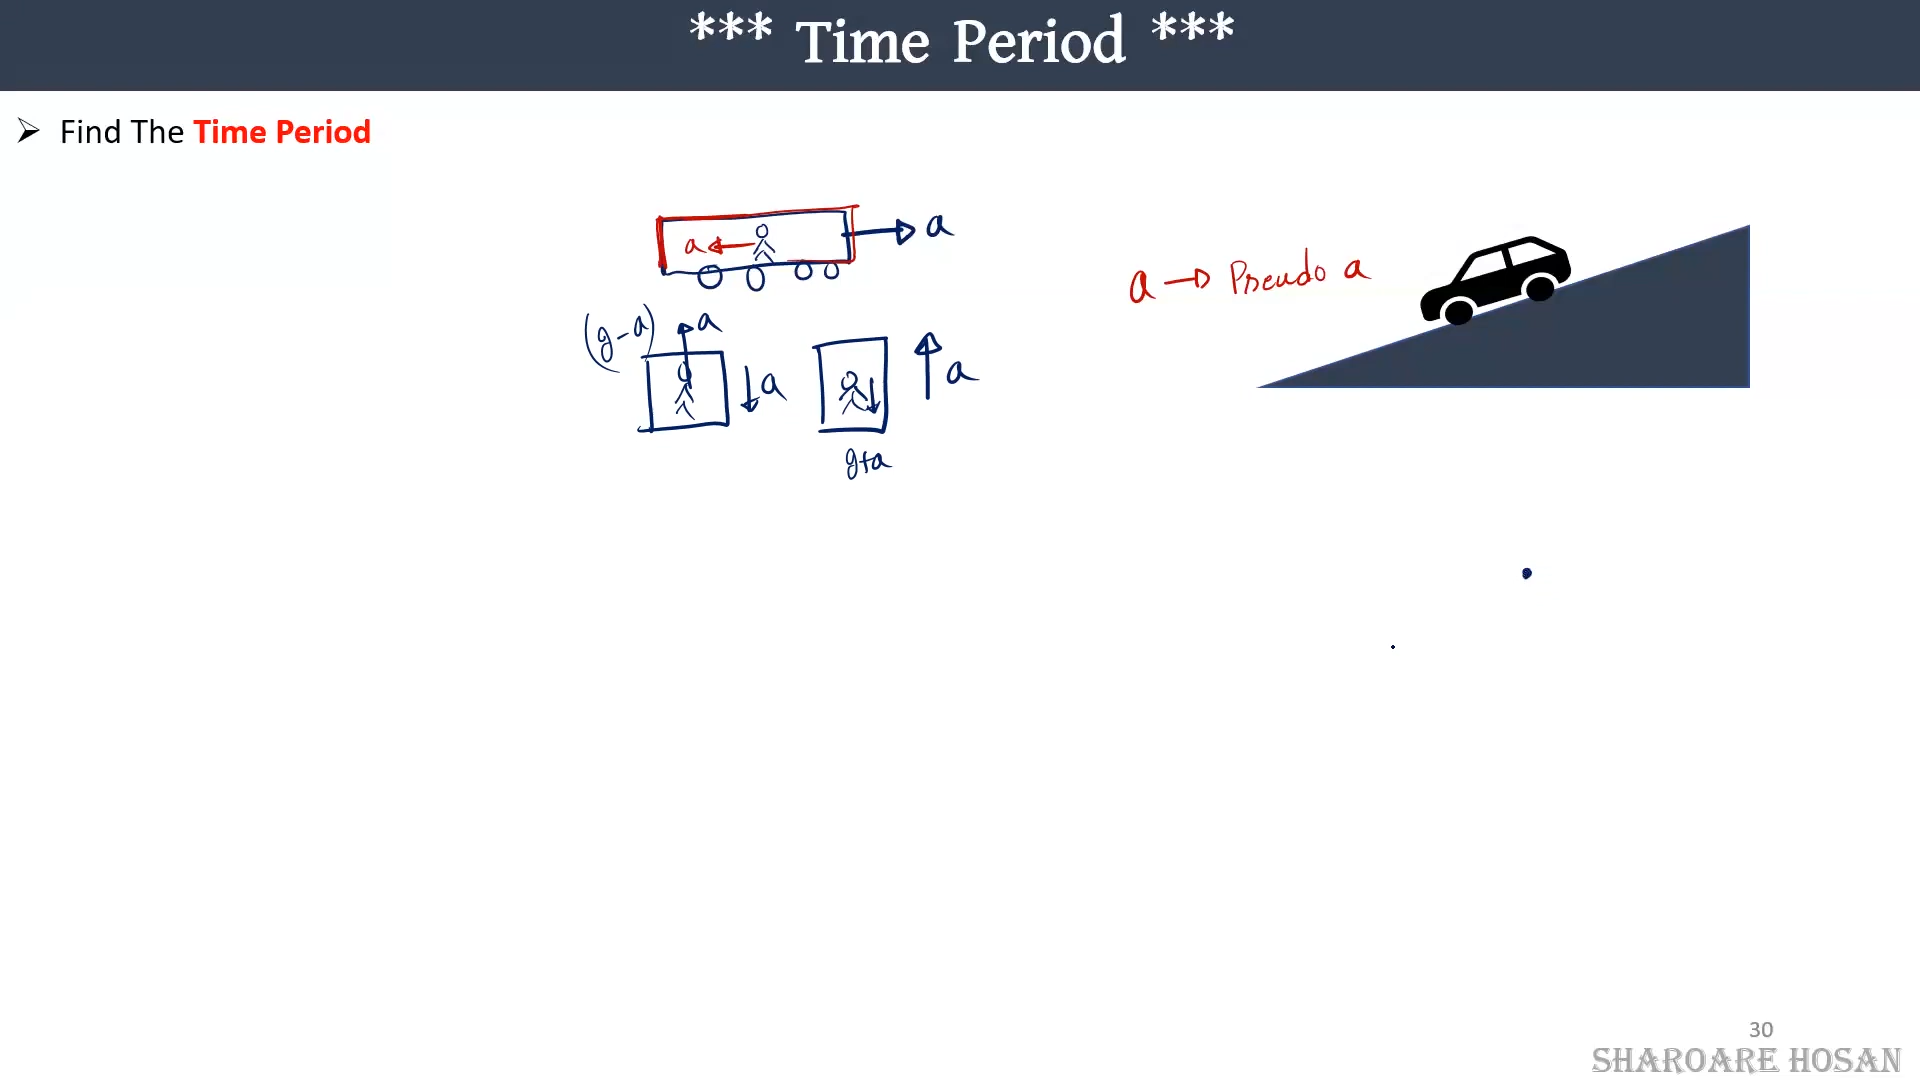 *** Time Period ***
➢ Find The Time Period
a
a
a → Pseudo a
(g-a)
a
a
a
g+a
30
SHAROARE HOSAN